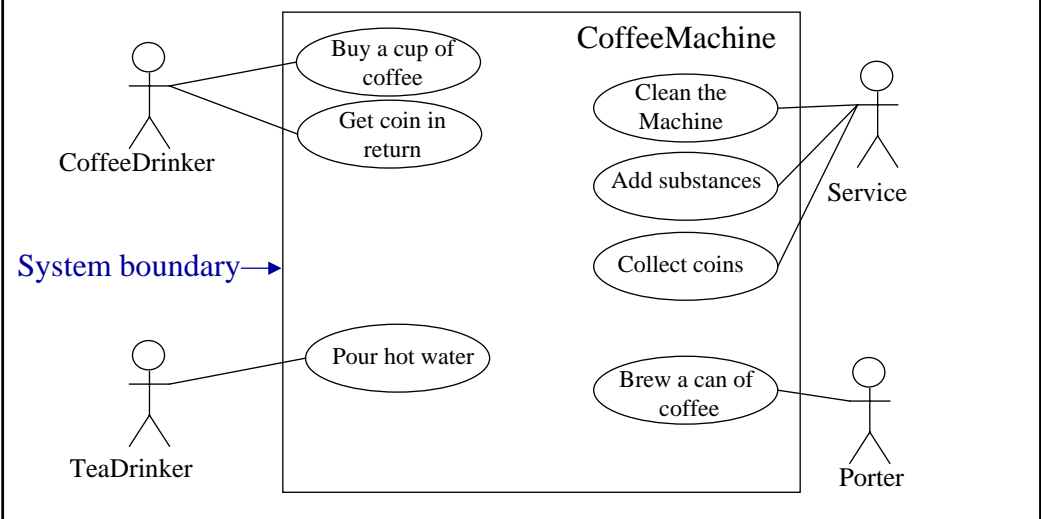 CoffeeMachine
Buy a cup of
coffee
Get coin in
return
CoffeeDrinker
Clean the
Machine
Add substances
Service
System boundary
Collect coins
Pour hot water
TeaDrinker
Brew a can of
coffee
Porter